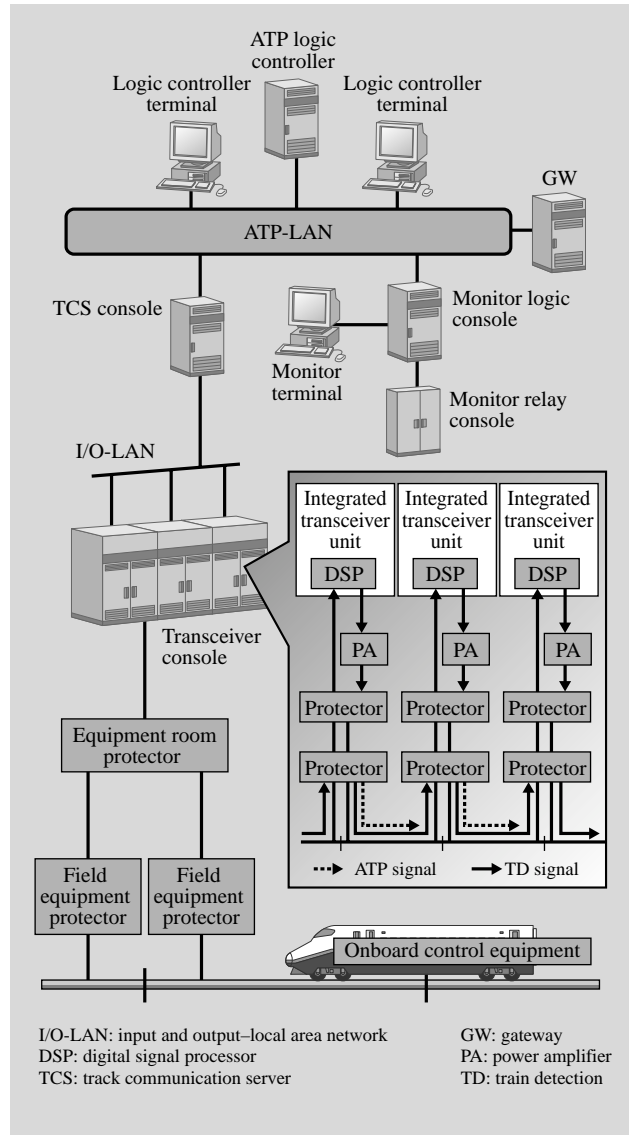 ATP logic
controller
Logic controller
terminal
Logic controller
terminal
GW
ATP-LAN
TCS console
Monitor logic
console
Monitor
terminal
Monitor relay
console
I/O-LAN
Integrated
transceiver
unit
Integrated
transceiver
unit
Integrated
transceiver
unit
DSP
DSP
DSP
Transceiver
console
PA
PA
PA
Protector
Protector
Protector
Equipment room
protector
Protector
Protector
Protector
ATP signal
TD signal
Field
equipment
protector
Field
equipment
protector
Onboard control equipment
I/O-LAN: input and output–local area network
DSP: digital signal processor
TCS: track communication server
GW: gateway
PA: power amplifier
TD: train detection